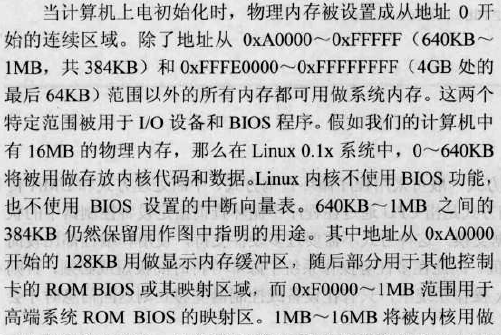 当计算机上电初始化时，物理内存被设置成从地址 0 开
始的连续区域。除了地址从 0xA0000～0xFFFFF（640KB～
1MB，共 384KB）和 0xFFFE0000～0xFFFFFFFF（4GB 处的
最后 64KB）范围以外的所有内存都可用做系统内存。这两个
特定范围被用于 I/O 设备和 BIOS 程序。假如我们的计算机中
有 16MB 的物理内存，那么在 Linux 0.1x 系统中，0～640KB
将被用做存放内核代码和数据。Linux 内核不使用 BIOS 功能，
也不使用 BIOS 设置的中断向量表。640KB～1MB 之间的
384KB 仍然保留用作图中指明的用途。其中地址从 0xA0000
开始的 128KB 用做显示内存缓冲区，随后部分用于其他控制
卡的 ROM BIOS 或其映射区域，而 0xF0000～1MB 范围用于
高端系统 ROM BIOS 的映射区。1MB～16MB 将被内核用做